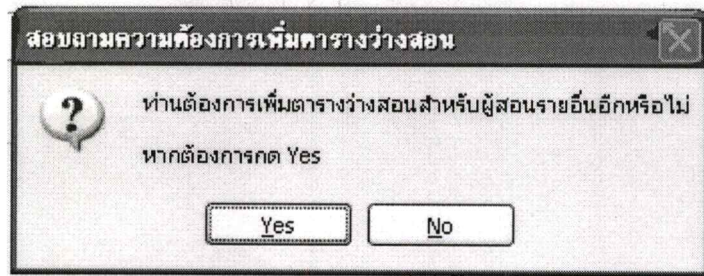 สอบถามความต้องการเพิ่มตารางว่างสอน
ท่านต้องการเพิ่มตารางว่างสอนสำหรับผู้สอนรายอื่นอีกหรือไม่
หากต้องการกด Yes
Yes
No